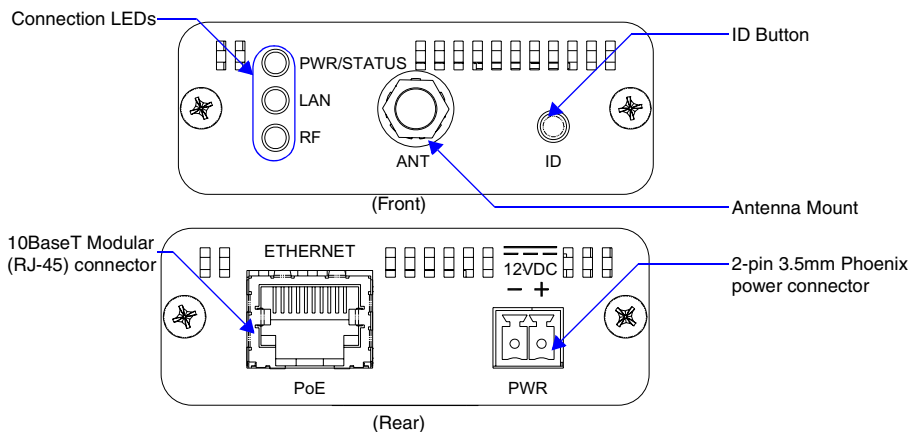 Connection LEDs
ID Button
PWR/STATUS
LAN
RF
ANT
ID
(Front)
Antenna Mount
10BaseT Modular
(RJ-45) connector
ETHERNET
12VDC
− +
2-pin 3.5mm Phoenix
power connector
PoE
PWR
(Rear)